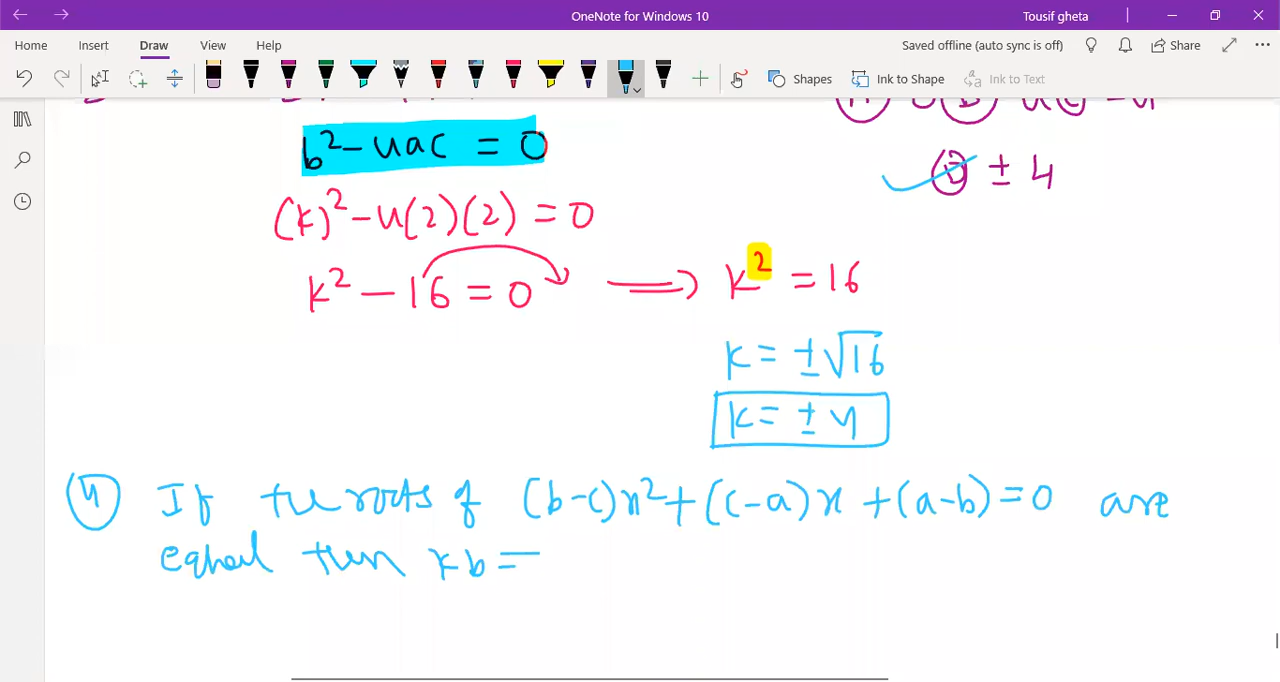 OneNote for Windows 10
Tousif gheta
Home Insert Draw View Help
Saved offline (auto sync is off) Share
Shapes Ink to Shape Ink to Text
b² - 4ac = 0
(k)² - 4(2)(2) = 0
± 4
k² - 16 = 0 ⟹ k² = 16
k = ±√16
k = ± 4
④ If the roots of (b-c)x² + (c-a)x + (a-b) = 0 are
equal then xb =